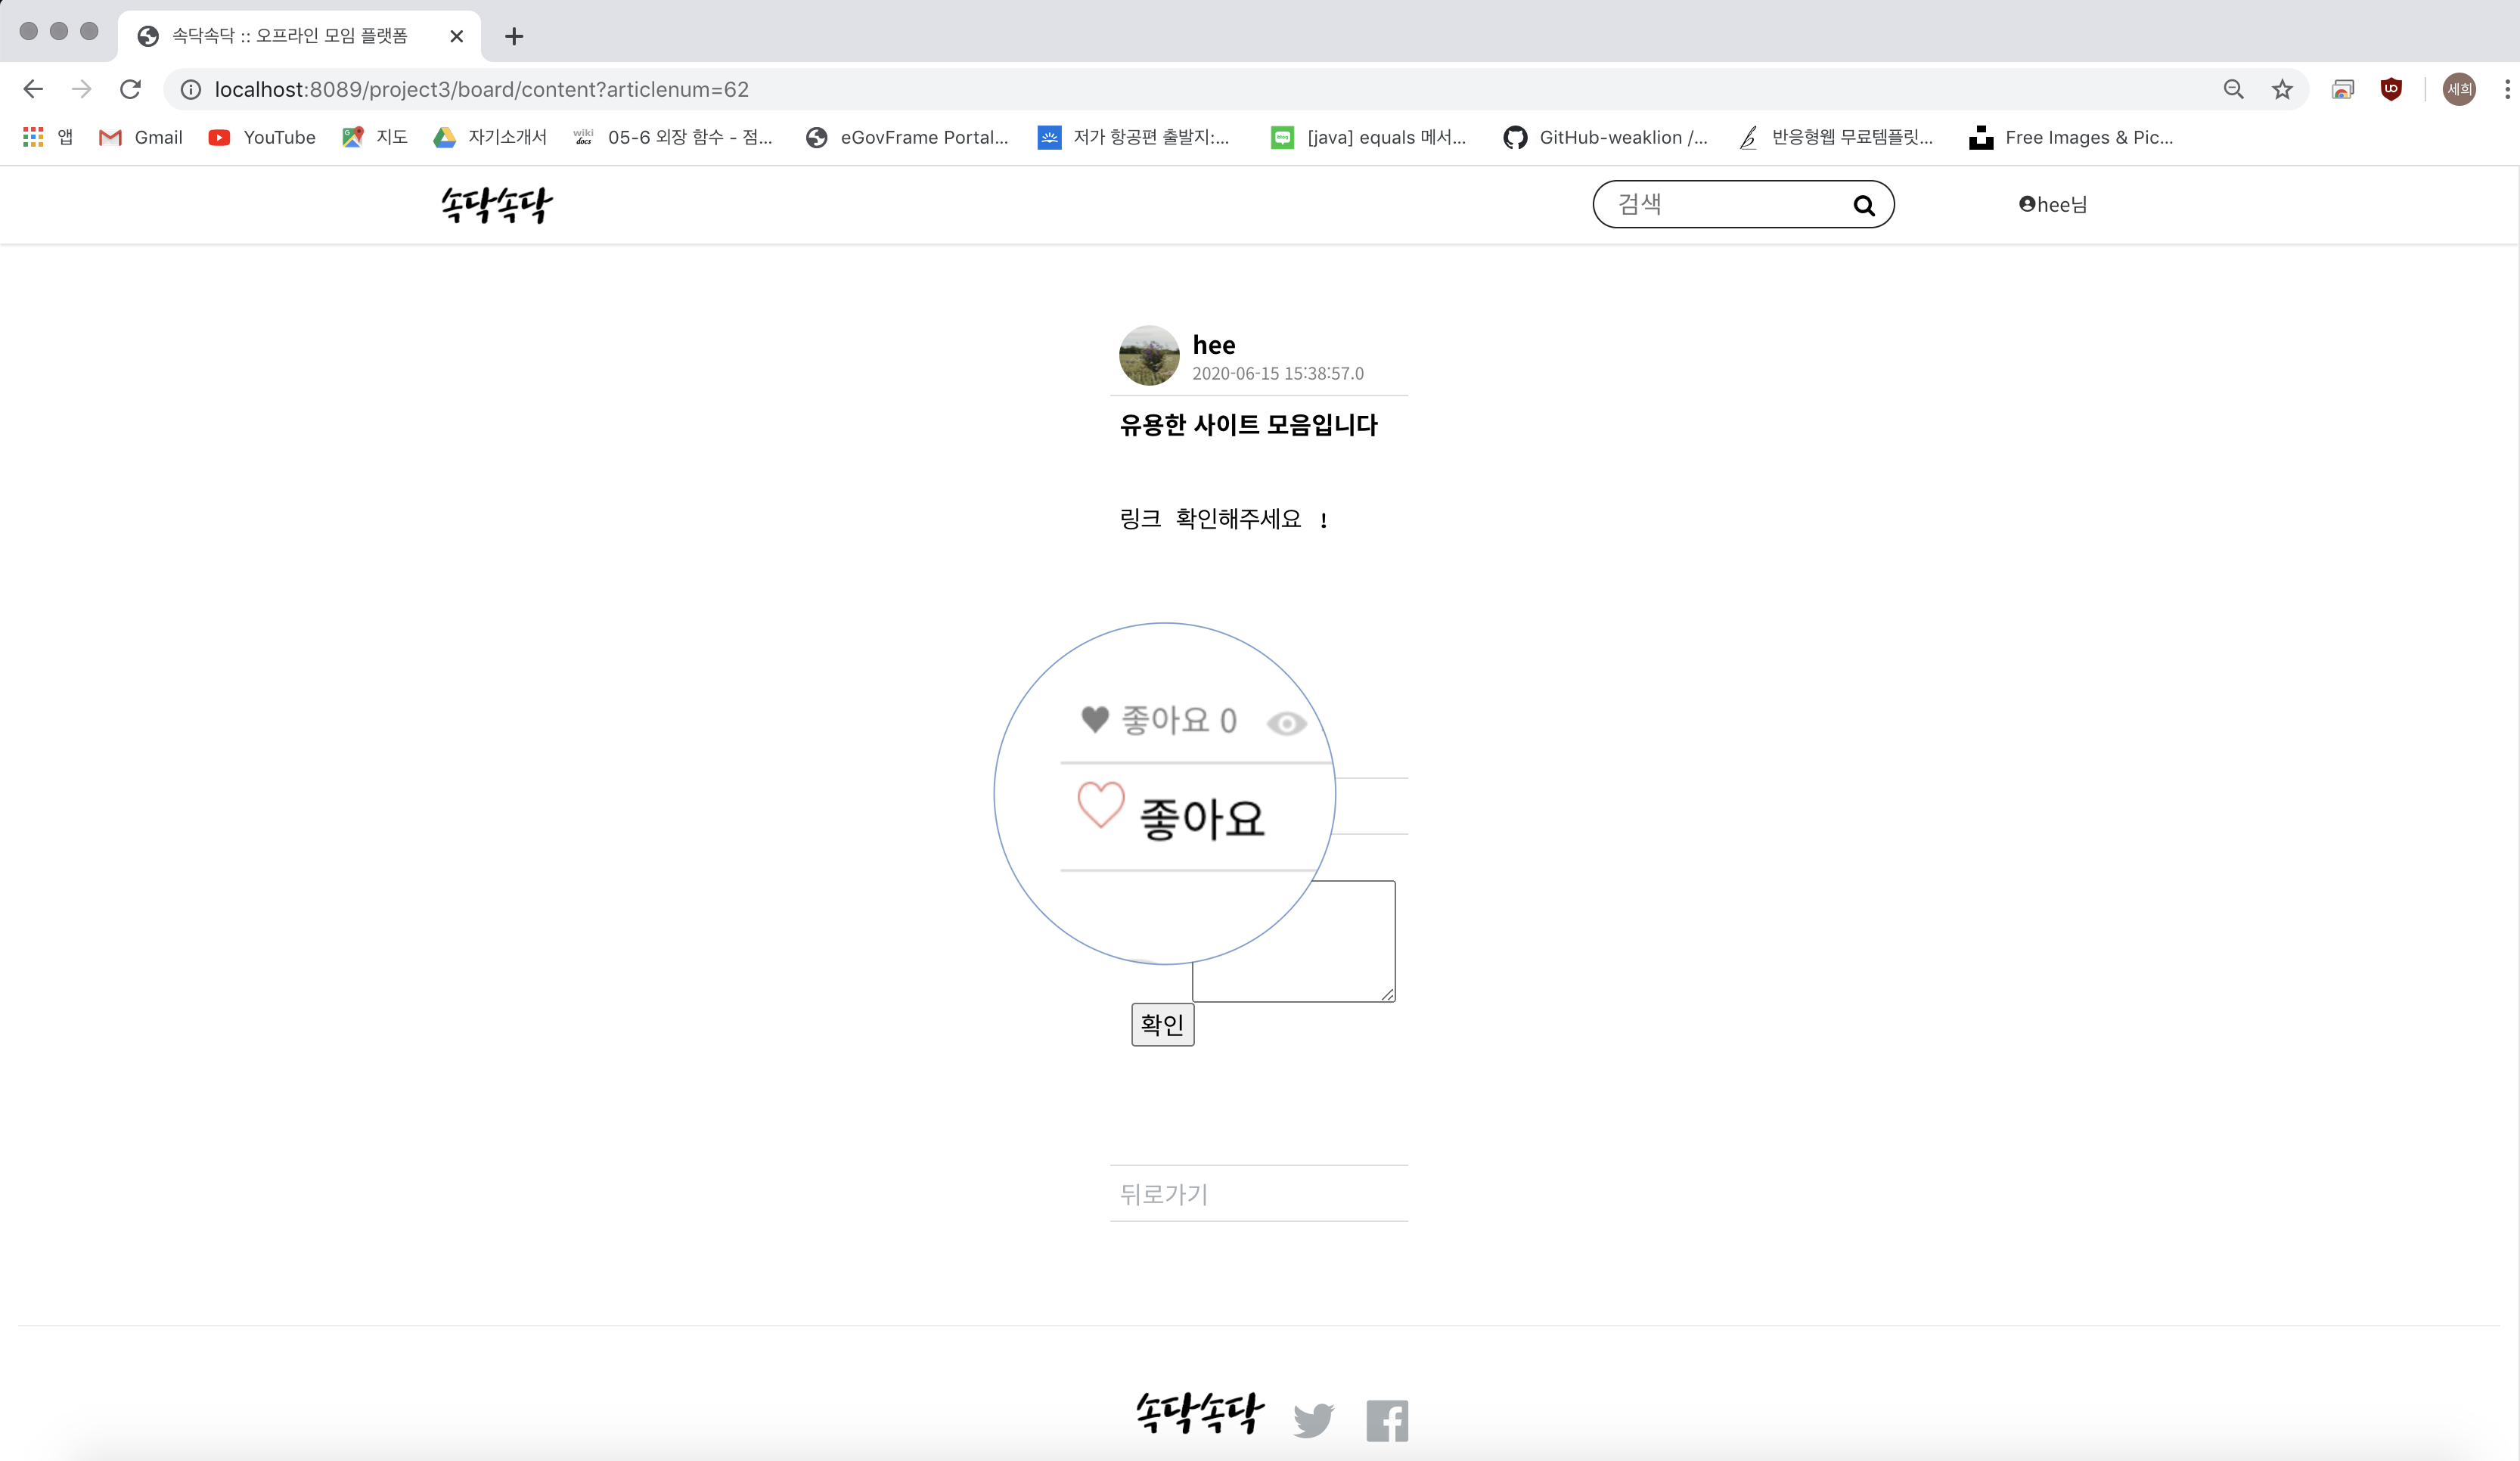 속닥속닥 :: 오프라인 모임 플랫폼
localhost:8089/project3/board/content?articlenum=62
세희
앱 Gmail YouTube 지도 자기소개서 wiki docs 05-6 외장 함수 - 점... eGovFrame Portal... 저가 항공편 출발지:... [java] equals 메서... GitHub-weaklion /... 반응형웹 무료템플릿... Free Images & Pic...
속닥속닥 검색 hee님
hee
2020-06-15 15:38:57.0
유용한 사이트 모음입니다
링크 확인해주세요 !
좋아요 0
좋아요
확인
뒤로가기
속닥속닥